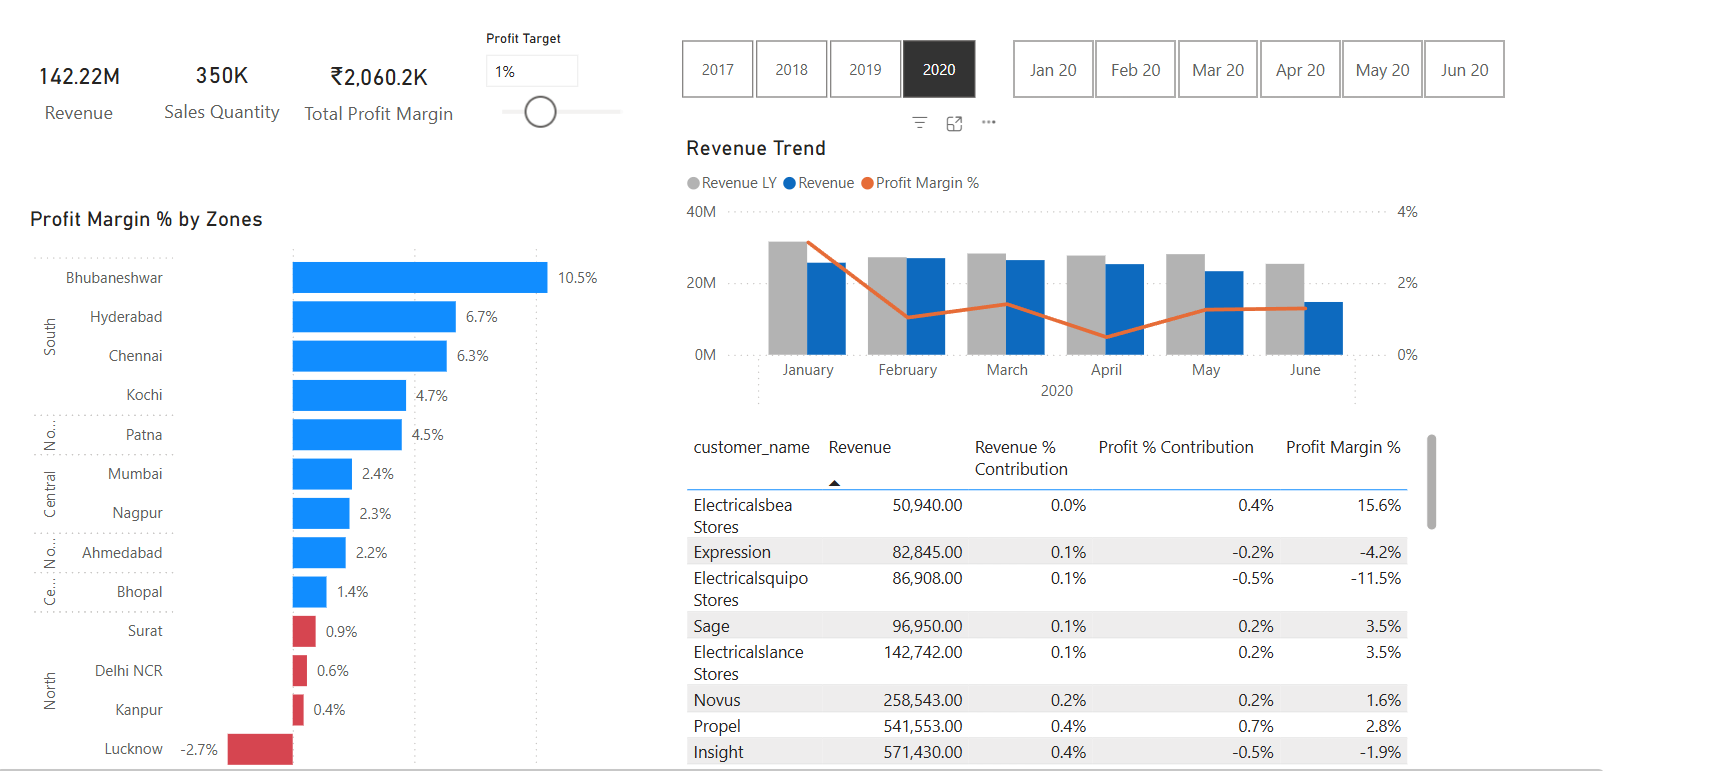 Profit Target
1%
142.22M
Revenue
350K
Sales Quantity
₹2,060.2K
Total Profit Margin
2017 2018 2019 2020
Jan 20 Feb 20 Mar 20 Apr 20 May 20 Jun 20
Profit Margin % by Zones
South
Bhubaneshwar 10.5%
Hyderabad 6.7%
Chennai 6.3%
Kochi 4.7%
No...
Patna 4.5%
Central
Mumbai 2.4%
Nagpur 2.3%
No...
Ahmedabad 2.2%
Ce...
Bhopal 1.4%
North
Surat 0.9%
Delhi NCR 0.6%
Kanpur 0.4%
Lucknow -2.7%
Revenue Trend
Revenue LY Revenue Profit Margin %
40M 4%
20M 2%
0M 0%
January February March April May June
2020
customer_name Revenue Revenue % Profit % Contribution Profit Margin %
Contribution
Electricalsbea 50,940.00 0.0% 0.4% 15.6%
Stores
Expression 82,845.00 0.1% -0.2% -4.2%
Electricalsquipo 86,908.00 0.1% -0.5% -11.5%
Stores
Sage 96,950.00 0.1% 0.2% 3.5%
Electricalslance 142,742.00 0.1% 0.2% 3.5%
Stores
Novus 258,543.00 0.2% 0.2% 1.6%
Propel 541,553.00 0.4% 0.7% 2.8%
Insight 571,430.00 0.4% -0.5% -1.9%